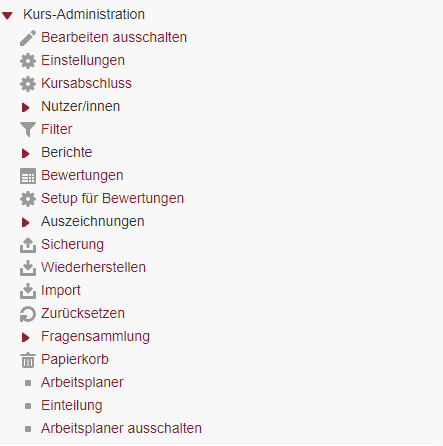 Kurs-Administration
Bearbeiten ausschalten
Einstellungen
Kursabschluss
Nutzer/innen
Filter
Berichte
Bewertungen
Setup für Bewertungen
Auszeichnungen
Sicherung
Wiederherstellen
Import
Zurücksetzen
Fragensammlung
Papierkorb
Arbeitsplaner
Einteilung
Arbeitsplaner ausschalten